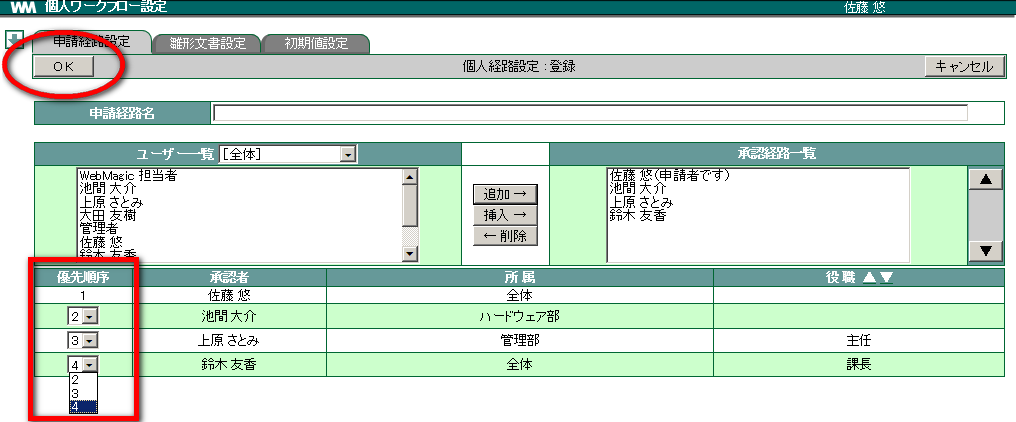 WM 個人ワークフロー設定 佐藤 悠
申請経路設定 雛形文書設定 初期値設定
OK 個人経路設定:登録 キャンセル
申請経路名
ユーザー一覧 [全体] 承認経路一覧
WebMagic 担当者
池間 大介
上原 さとみ
大田 友樹
管理者
佐藤 悠
鈴木 友香
追加→
挿入→
←削除
佐藤 悠(申請者です)
池間 大介
上原 さとみ
鈴木 友香
▲
▼
優先順序 承認者 所属 役職 ▲▼
1 佐藤 悠 全体
2 池間 大介 ハードウェア部
3 上原 さとみ 管理部 主任
4 鈴木 友香 全体 課長
2
3
4